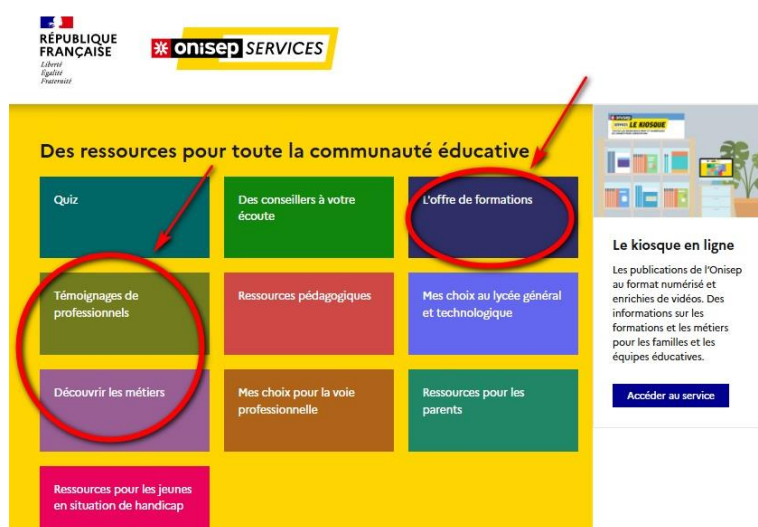 RÉPUBLIQUE
FRANÇAISE
Liberté
Égalité
Fraternité
onisep SERVICES
Des ressources pour toute la communauté éducative
Quiz
Des conseillers à votre
écoute
L'offre de formations
Témoignages de
professionnels
Ressources pédagogiques
Mes choix au lycée général
et technologique
Découvrir les métiers
Mes choix pour la voie
professionnelle
Ressources pour les
parents
Ressources pour les jeunes
en situation de handicap
LE KIOSQUE
Le kiosque en ligne
Les publications de l'Onisep
au format numérisé et
enrichies de vidéos. Des
informations sur les
formations et les métiers
pour les familles et les
équipes éducatives.
Accéder au service